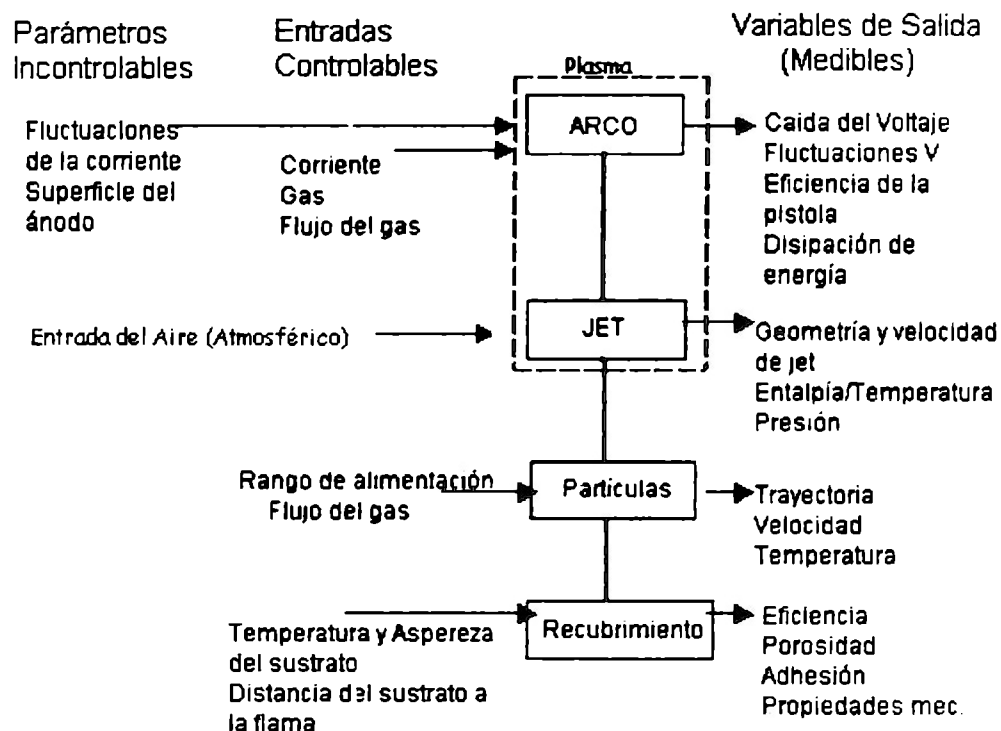 Parámetros
Incontrolables
Entradas
Controlables
Variables de Salida
(Medibles)
Plasma
Fluctuaciones
de la corriente
Superficie del
ánodo
Corriente
Gas
Flujo del gas
ARCO
Caida del Voltaje
Fluctuaciones V
Eficiencia de la
pistola
Disipación de
energía
Entrada del Aire (Atmosférico)
JET
Geometría y velocidad
de jet
Entalpía/Temperatura
Presión
Rango de alimentación
Flujo del gas
Partículas
Trayectoria
Velocidad
Temperatura
Temperatura y Aspereza
del sustrato
Distancia del sustrato a
la flama
Recubrimiento
Eficiencia
Porosidad
Adhesión
Propiedades mec.